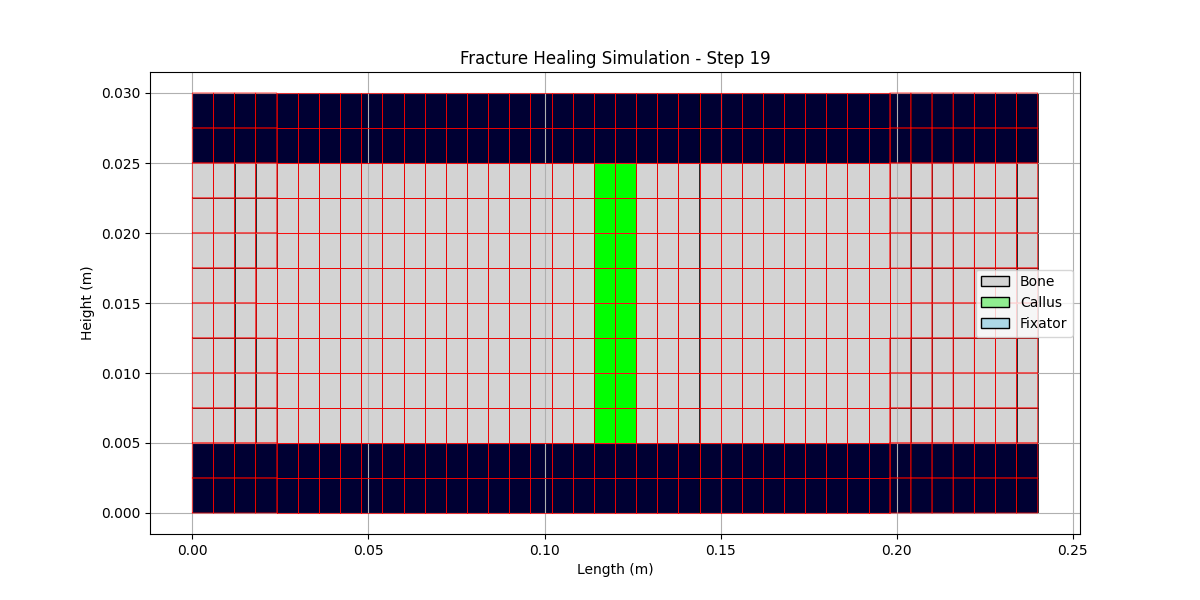 Fracture Healing Simulation - Step 19
Height (m)
0.030
0.025
0.020
0.015
0.010
0.005
0.000
Bone
Callus
Fixator
0.00 0.05 0.10 0.15 0.20 0.25
Length (m)